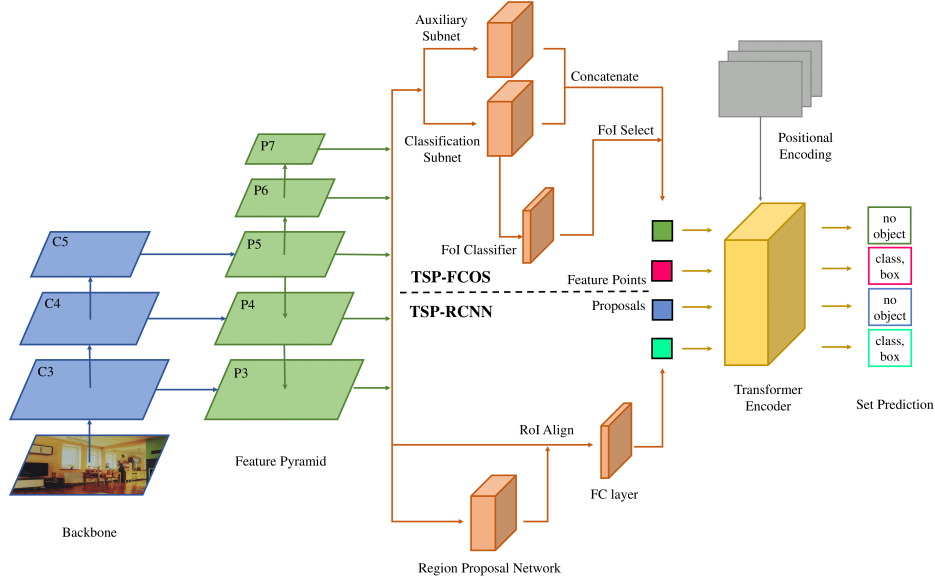 Auxiliary
Subnet
Concatenate
Classification
Subnet
FoI Select
FoI Classifier
Positional
Encoding
P7
P6
P5
P4
P3
C5
C4
C3
Backbone
Feature Pyramid
TSP-FCOS
TSP-RCNN
Feature Points
Proposals
RoI Align
FC layer
Region Proposal Network
Transformer
Encoder
no
object
class,
box
no
object
class,
box
Set Prediction